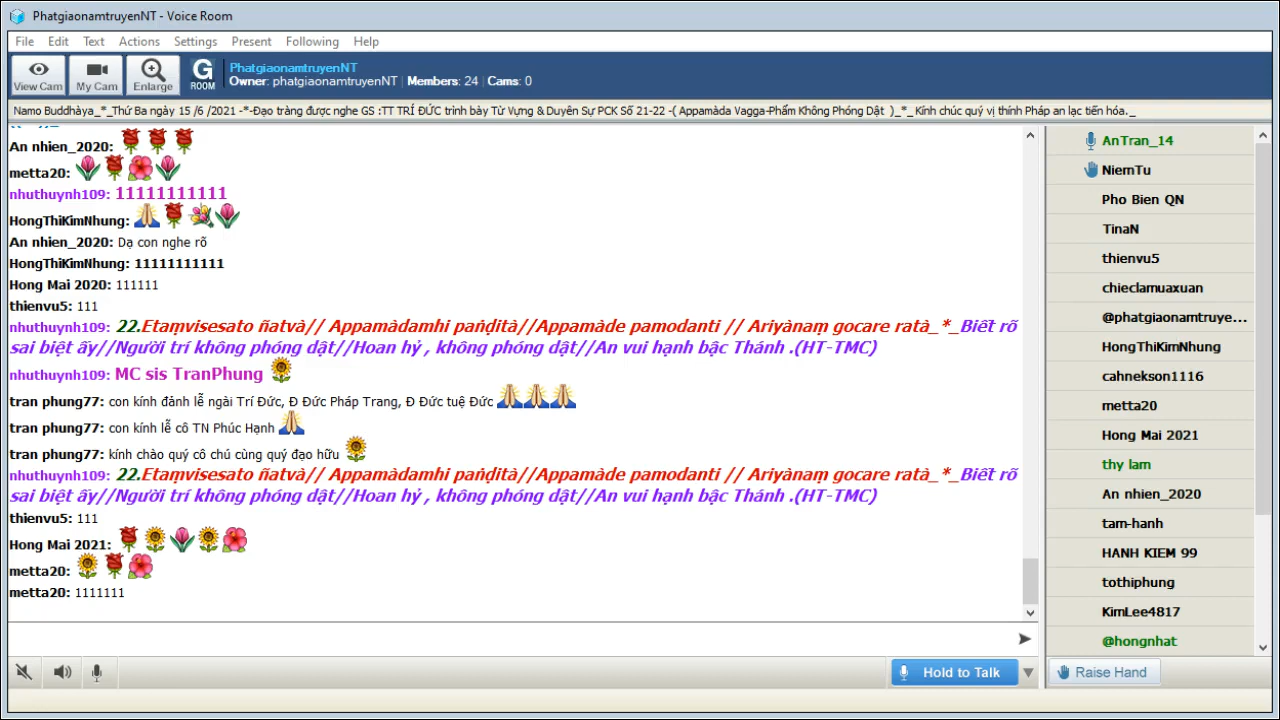 PhatgiaonamtruyenNT - Voice Room
File Edit Text Actions Settings Present Following Help
View Cam My Cam Enlarge G ROOM
PhatgiaonamtruyenNT
Owner: phatgiaonamtruyenNT Members: 24 Cams: 0
Namo Buddhàya_*_Thứ Ba ngày 15 /6 /2021 -*-Đạo tràng được nghe GS :TT TRÍ ĐỨC trình bày Từ Vựng & Duyên Sự PCK Số 21-22 -( Appamàda Vagga-Phẩm Không Phóng Dật )_*_ Kính chúc quý vị thính Pháp an lạc tiến hóa._
An nhien_2020:
metta20:
nhuthuynh109: 11111111111
HongThiKimNhung:
An nhien_2020: Dạ con nghe rõ
HongThiKimNhung: 11111111111
Hong Mai 2020: 111111
thienvu5: 111
nhuthuynh109: 22.Etaṃvisesato ñatvà// Appamàdamhi paṇḍità//Appamàde pamodanti // Ariyànaṃ gocare ratà_*_Biết rõ
sai biệt ấy//Người trí không phóng dật//Hoan hỷ , không phóng dật//An vui hạnh bậc Thánh .(HT-TMC)
nhuthuynh109: MC sis TranPhung
tran phung77: con kính đảnh lễ ngài Trí Đức, Đ Đức Pháp Trang, Đ Đức tuệ Đức
tran phung77: con kính lễ cô TN Phúc Hạnh
tran phung77: kính chào quý cô chú cùng quý đạo hữu
nhuthuynh109: 22.Etaṃvisesato ñatvà// Appamàdamhi paṇḍità//Appamàde pamodanti // Ariyànaṃ gocare ratà_*_Biết rõ
sai biệt ấy//Người trí không phóng dật//Hoan hỷ , không phóng dật//An vui hạnh bậc Thánh .(HT-TMC)
thienvu5: 111
Hong Mai 2021:
metta20:
metta20: 1111111
AnTran_14
NiemTu
Pho Bien QN
TinaN
thienvu5
chieclamuaxuan
@phatgiaonamtruye...
HongThiKimNhung
cahnekson1116
metta20
Hong Mai 2021
thy lam
An nhien_2020
tam-hanh
HANH KIEM 99
tothiphung
KimLee4817
@hongnhat
Hold to Talk
Raise Hand